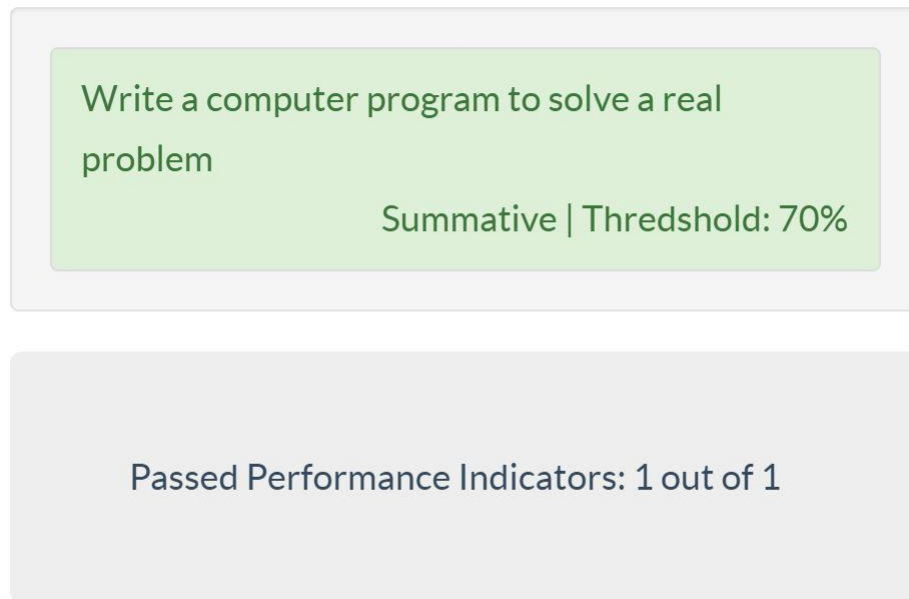 Write a computer program to solve a real
problem
Summative | Thredshold: 70%
Passed Performance Indicators: 1 out of 1